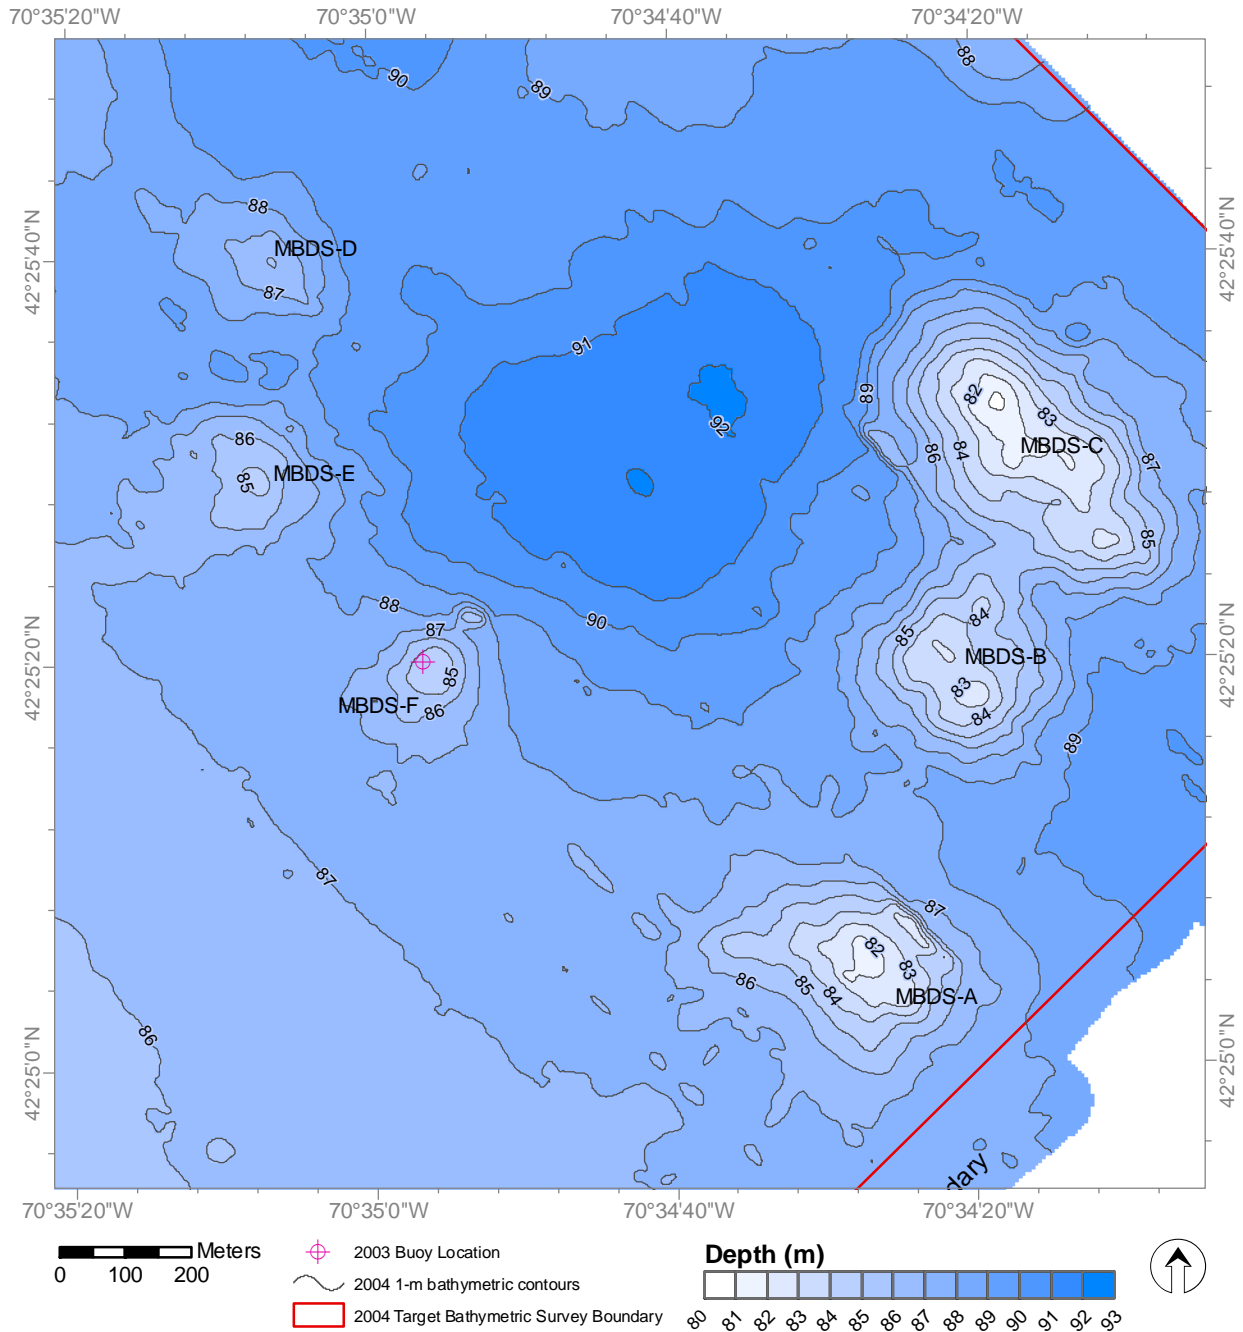 70°35'20"W 70°35'0"W 70°34'40"W 70°34'20"W
90
89
88
88
MBDS-D
42°25'40"N
42°25'40"N
87
91
89
82
92
83
86
MBDS-C
86
84
87
MBDS-E
85
85
88
84
90
87
85
42°25'20"N
MBDS-B
42°25'20"N
85
83
MBDS-F
86
84
89
87
87
82
83
86
85
84
MBDS-A
86
42°25'0"N
42°25'0"N
dary
70°35'20"W 70°35'0"W 70°34'40"W 70°34'20"W
Meters
0 100 200
2003 Buoy Location
2004 1-m bathymetric contours
2004 Target Bathymetric Survey Boundary
Depth (m)
80 81 82 83 84 85 86 87 88 89 90 91 92 93